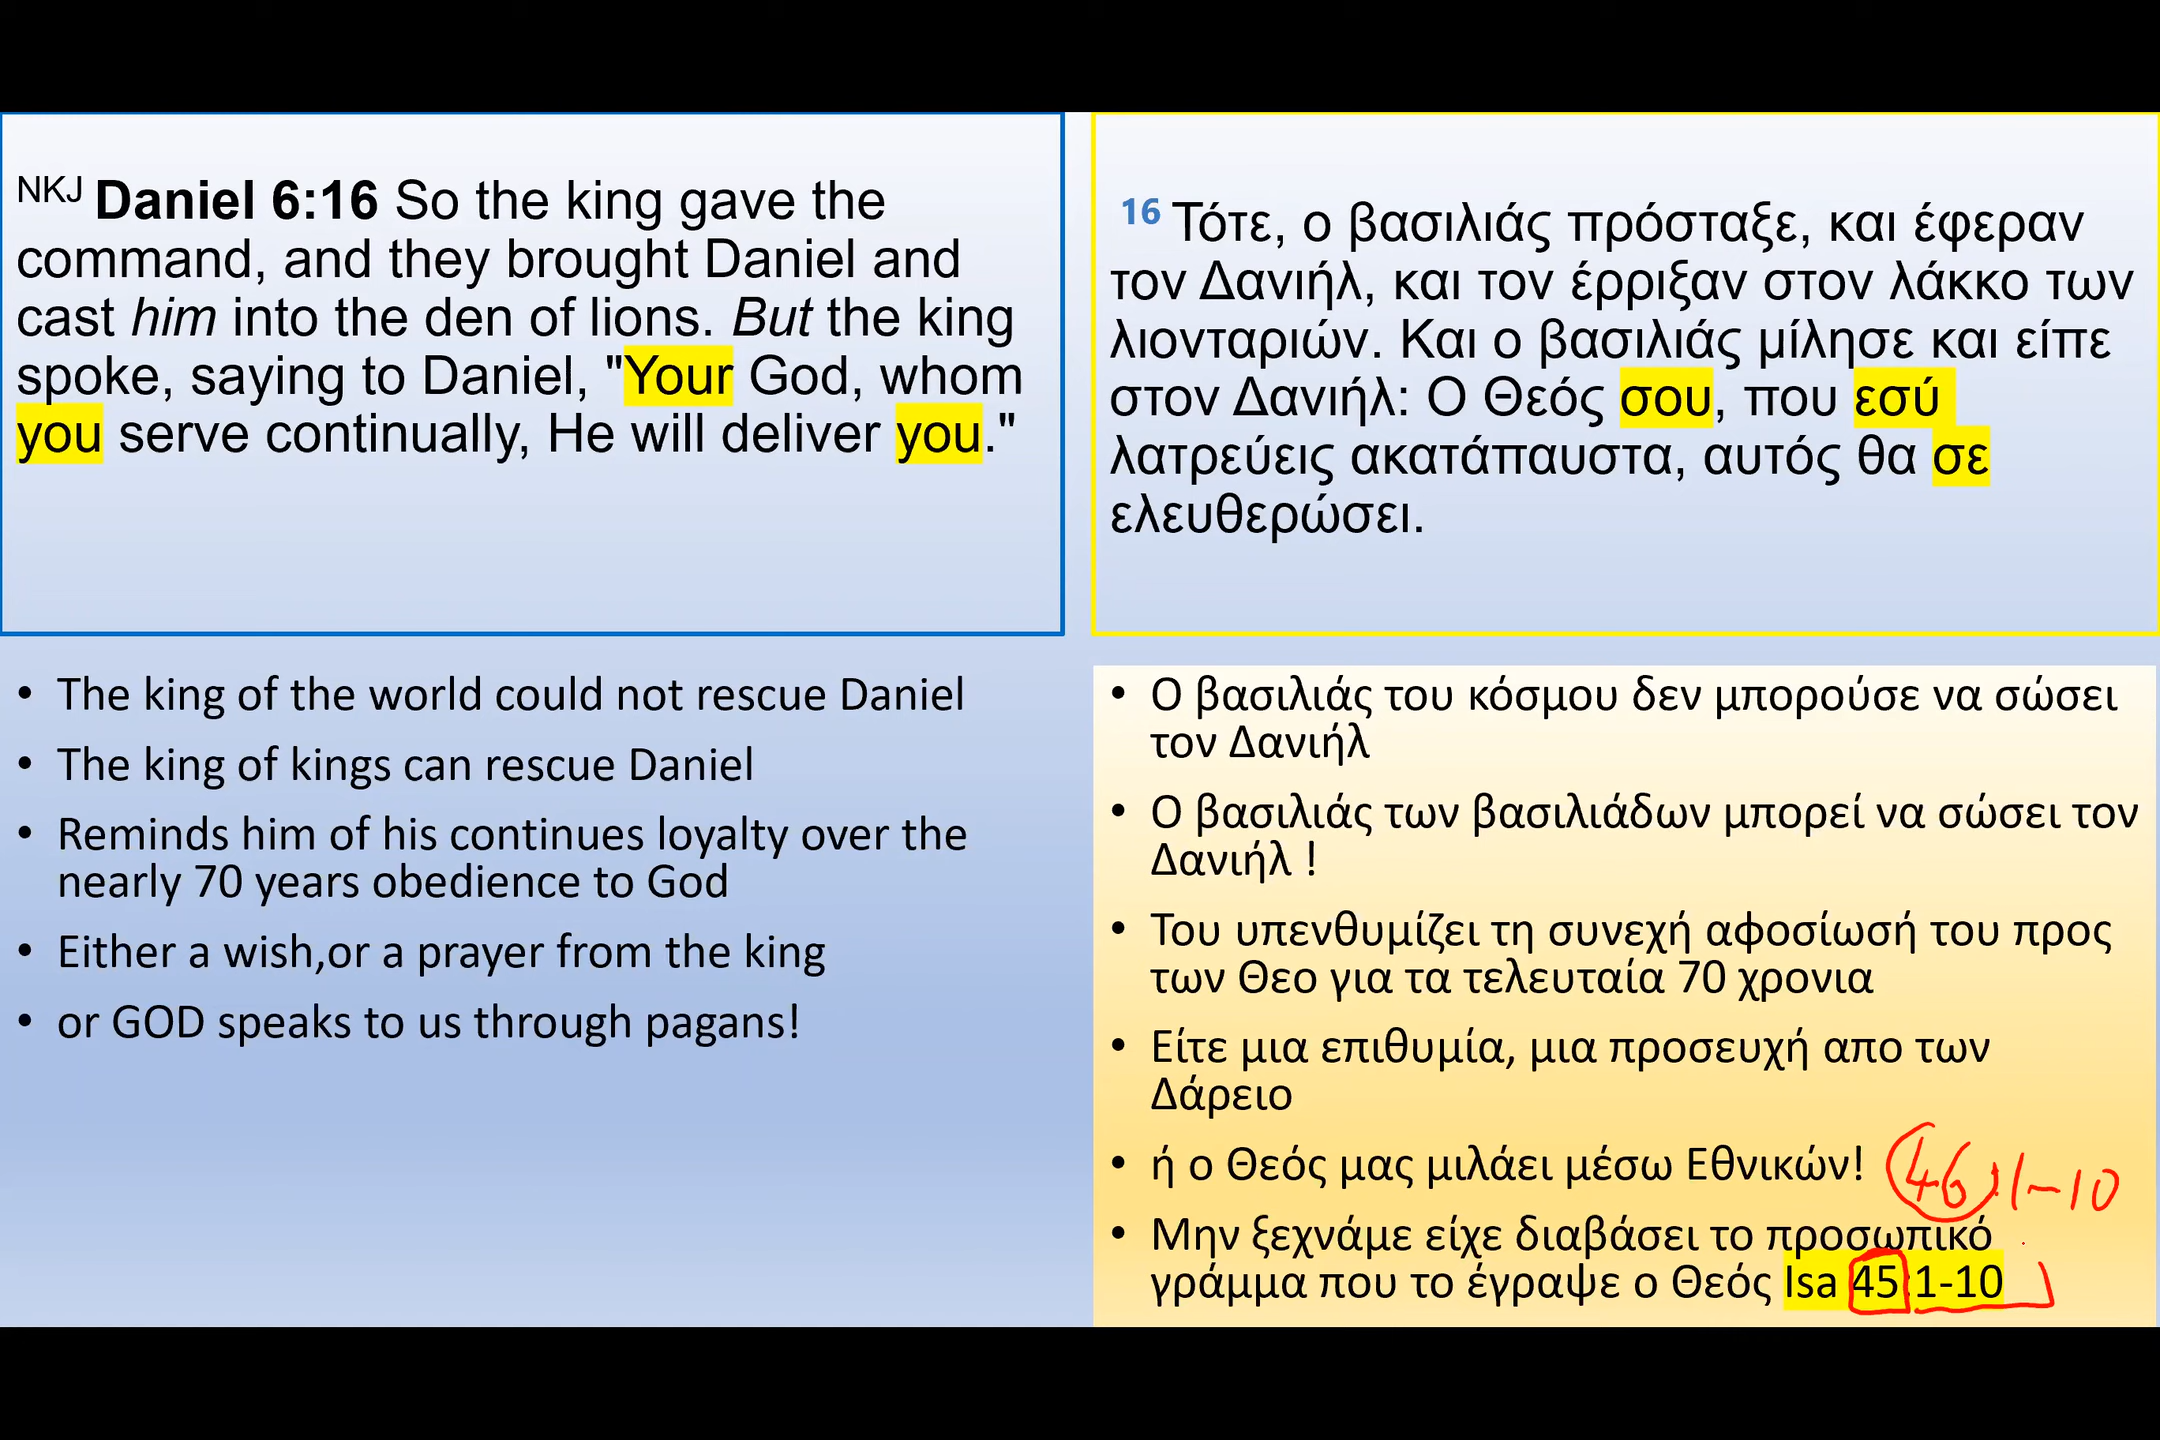 NKJ Daniel 6:16 So the king gave the
command, and they brought Daniel and
cast him into the den of lions. But the king
spoke, saying to Daniel, "Your God, whom
you serve continually, He will deliver you."
16 Τότε, ο βασιλιάς πρόσταξε, και έφεραν
τον Δανιήλ, και τον έρριξαν στον λάκκο των
λιονταριών. Και ο βασιλιάς μίλησε και είπε
στον Δανιήλ: Ο Θεός σου, που εσύ
λατρεύεις ακατάπαυστα, αυτός θα σε
ελευθερώσει.
• The king of the world could not rescue Daniel
• The king of kings can rescue Daniel
• Reminds him of his continues loyalty over the
nearly 70 years obedience to God
• Either a wish,or a prayer from the king
• or GOD speaks to us through pagans!
• Ο βασιλιάς του κόσμου δεν μπορούσε να σώσει
τον Δανιήλ
• Ο βασιλιάς των βασιλιάδων μπορεί να σώσει τον
Δανιήλ !
• Του υπενθυμίζει τη συνεχή αφοσίωσή του προς
των Θεο για τα τελευταία 70 χρονια
• Είτε μια επιθυμία, μια προσευχή απο των
Δάρειο
• ή ο Θεός μας μιλάει μέσω Εθνικών!
46:1-10
• Μην ξεχνάμε είχε διαβάσει το προσωπικό
γράμμα που το έγραψε ο Θεός Isa 45:1-10